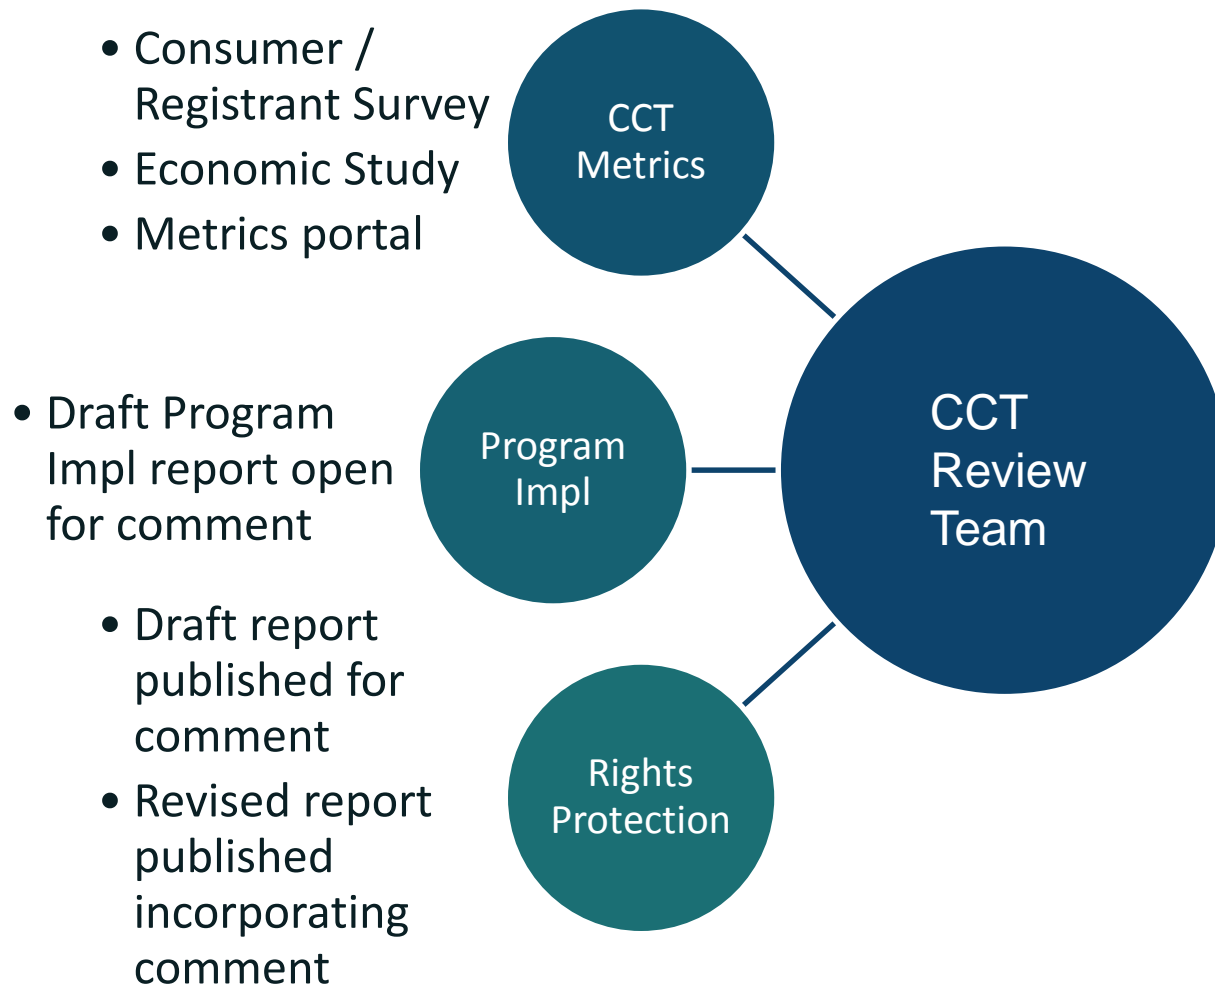 • Consumer /
Registrant Survey
• Economic Study
• Metrics portal
CCT
Metrics
• Draft Program
Impl report open
for comment
Program
Impl
CCT
Review
Team
• Draft report
published for
comment
• Revised report
published
incorporating
comment
Rights
Protection